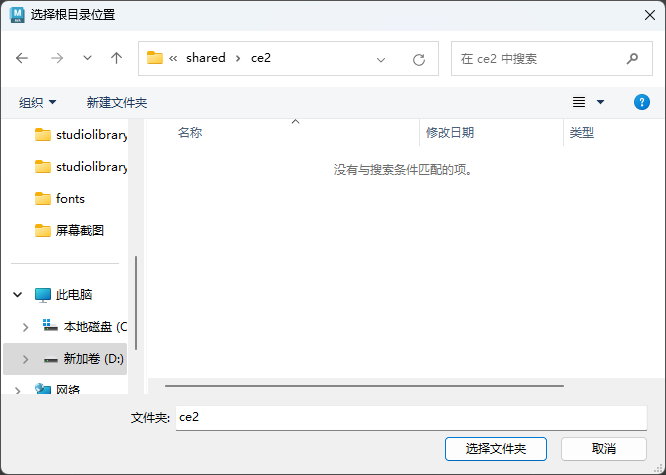 选择根目录位置
« shared › ce2
在 ce2 中搜索
组织
新建文件夹
名称
修改日期
类型
没有与搜索条件匹配的项。
studiolibrary
studiolibrary
fonts
屏幕截图
此电脑
本地磁盘 (C
新加卷 (D:)
网络
文件夹:
ce2
选择文件夹
取消